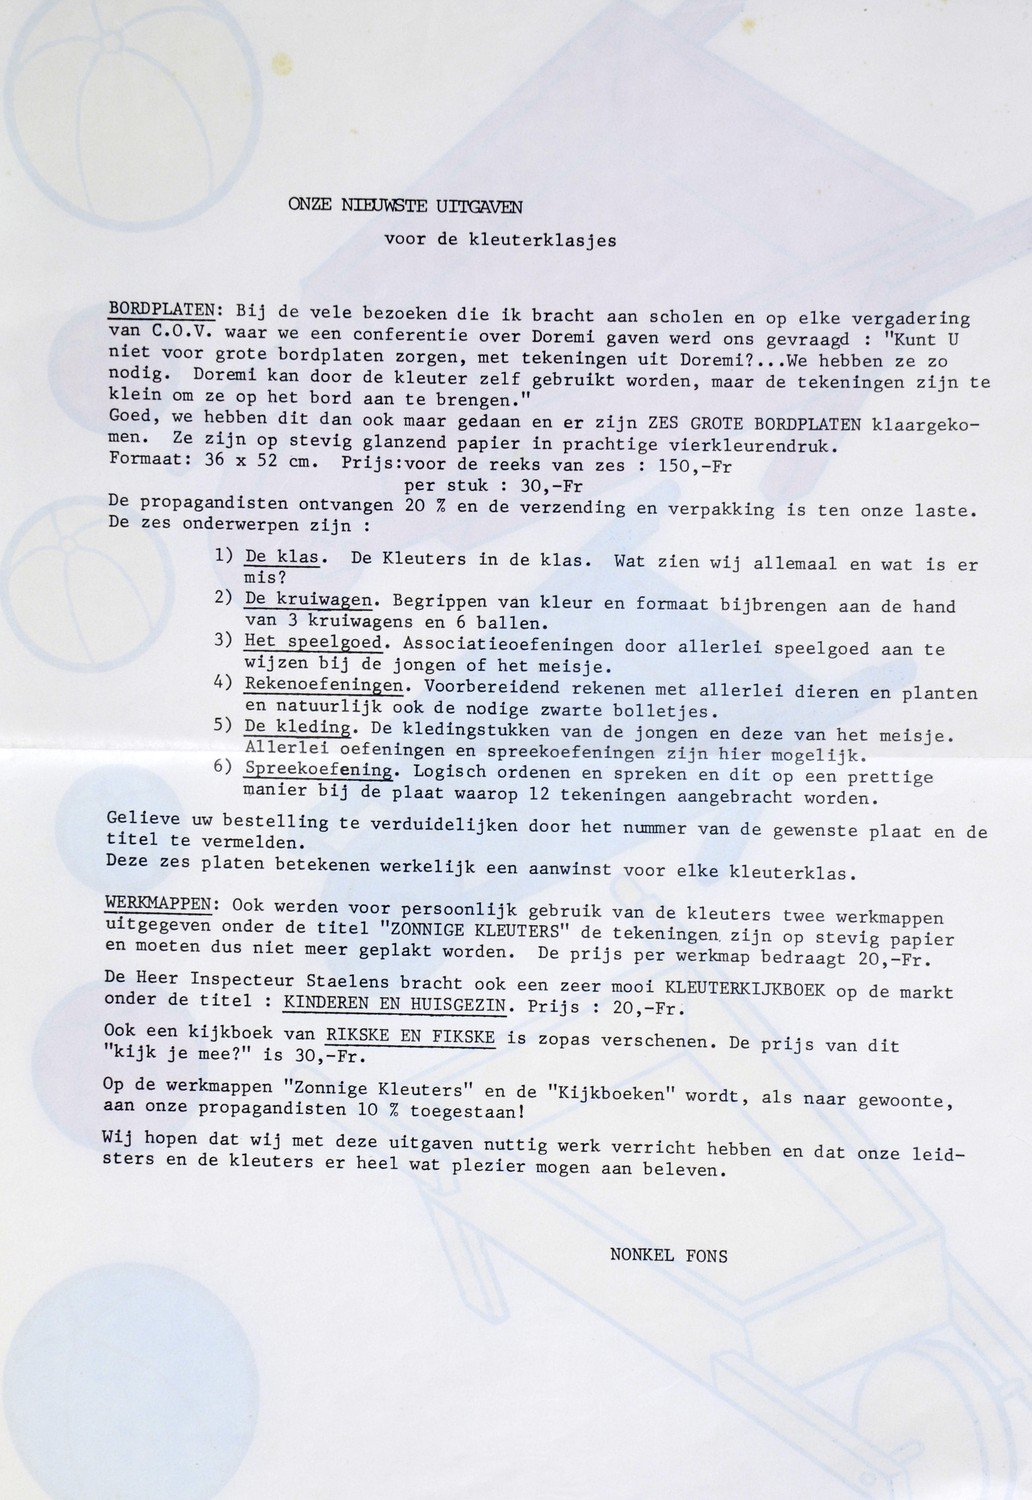 ONZE NIEUWSTE UITGAVEN
voor de kleuterklasjes
BORDPLATEN: Bij de vele bezoeken die ik bracht aan scholen en op elke vergadering
van C.O.V. waar we een conferentie over Doremi gaven werd ons gevraagd : "Kunt U
niet voor grote bordplaten zorgen, met tekeningen uit Doremi?...We hebben ze zo
nodig. Doremi kan door de kleuter zelf gebruikt worden, maar de tekeningen zijn te
klein om ze op het bord aan te brengen."
Goed, we hebben dit dan ook maar gedaan en er zijn ZES GROTE BORDPLATEN klaargeko-
men. Ze zijn op stevig glanzend papier in prachtige vierkleurendruk.
Formaat: 36 x 52 cm. Prijs:voor de reeks van zes : 150,-Fr
per stuk : 30,-Fr
De propagandisten ontvangen 20 % en de verzending en verpakking is ten onze laste.
De zes onderwerpen zijn :
1) De klas. De Kleuters in de klas. Wat zien wij allemaal en wat is er
mis?
2) De kruiwagen. Begrippen van kleur en formaat bijbrengen aan de hand
van 3 kruiwagens en 6 ballen.
3) Het speelgoed. Associatieoefeningen door allerlei speelgoed aan te
wijzen bij de jongen of het meisje.
4) Rekenoefeningen. Voorbereidend rekenen met allerlei dieren en planten
en natuurlijk ook de nodige zwarte bolletjes.
5) De kleding. De kledingstukken van de jongen en deze van het meisje.
Allerlei oefeningen en spreekoefeningen zijn hier mogelijk.
6) Spreekoefening. Logisch ordenen en spreken en dit op een prettige
manier bij de plaat waarop 12 tekeningen aangebracht worden.
Gelieve uw bestelling te verduidelijken door het nummer van de gewenste plaat en de
titel te vermelden.
Deze zes platen betekenen werkelijk een aanwinst voor elke kleuterklas.
WERKMAPPEN: Ook werden voor persoonlijk gebruik van de kleuters twee werkmappen
uitgegeven onder de titel "ZONNIGE KLEUTERS" de tekeningen zijn op stevig papier
en moeten dus niet meer geplakt worden. De prijs per werkmap bedraagt 20,-Fr.
De Heer Inspecteur Staelens bracht ook een zeer mooi KLEUTERKIJKBOEK op de markt
onder de titel : KINDEREN EN HUISGEZIN. Prijs : 20,-Fr.
Ook een kijkboek van RIKSKE EN FIKSKE is zopas verschenen. De prijs van dit
"kijk je mee?" is 30,-Fr.
Op de werkmappen "Zonnige Kleuters" en de "Kijkboeken" wordt, als naar gewoonte,
aan onze propagandisten 10 % toegestaan!
Wij hopen dat wij met deze uitgaven nuttig werk verricht hebben en dat onze leid-
sters en de kleuters er heel wat plezier mogen aan beleven.
NONKEL FONS